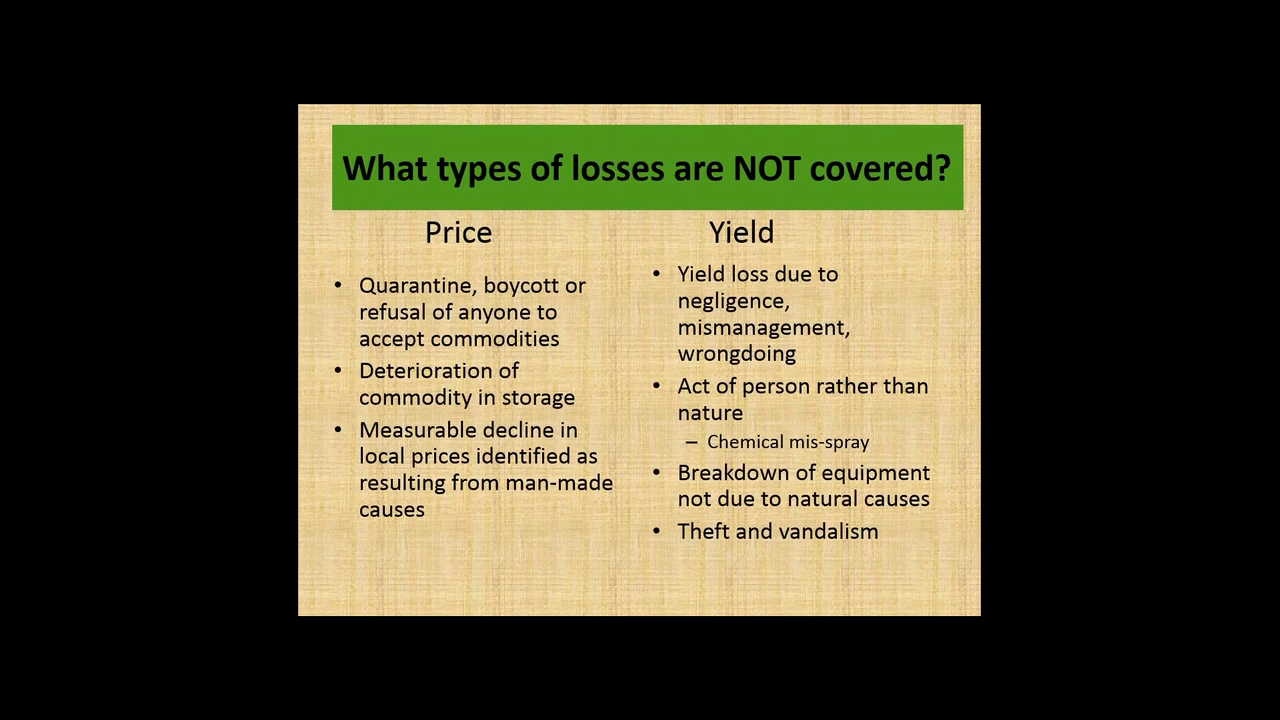 What types of losses are NOT covered?
Price
• Quarantine, boycott or
refusal of anyone to
accept commodities
• Deterioration of
commodity in storage
• Measurable decline in
local prices identified as
resulting from man-made
causes
Yield
• Yield loss due to
negligence,
mismanagement,
wrongdoing
• Act of person rather than
nature
– Chemical mis-spray
• Breakdown of equipment
not due to natural causes
• Theft and vandalism